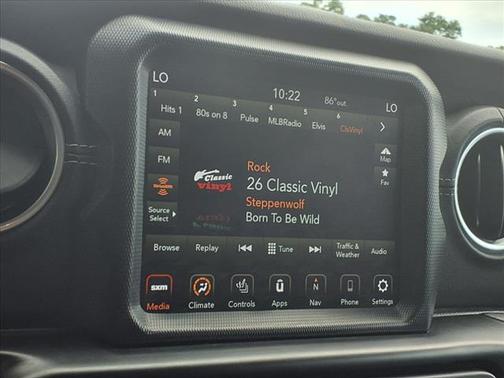 LO 10:22 86°out. LO
1 2 3 4 5 6
Hits 1 80s on 8 Pulse MLBRadio Elvis ClsVinyl
AM
FM
SiriusXM
Source
Select
Classic
vinyl
Rock
26 Classic Vinyl
Steppenwolf
Born To Be Wild
Map
Fav
Browse Replay Tune Traffic & Weather Audio
sxm
N
Media Climate Controls Apps Nav Phone Settings